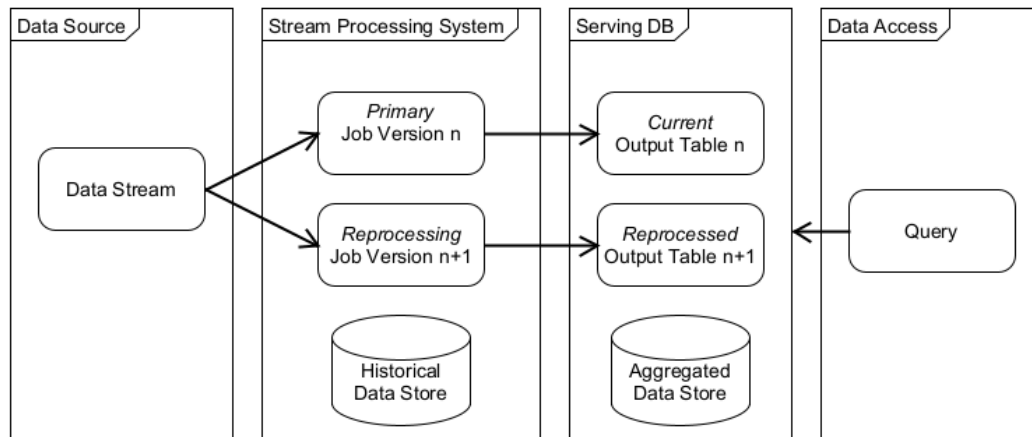 Data Source
Stream Processing System
Serving DB
Data Access
Primary
Job Version n
Current
Output Table n
Data Stream
Query
Reprocessing
Job Version n+1
Reprocessed
Output Table n+1
Historical
Data Store
Aggregated
Data Store